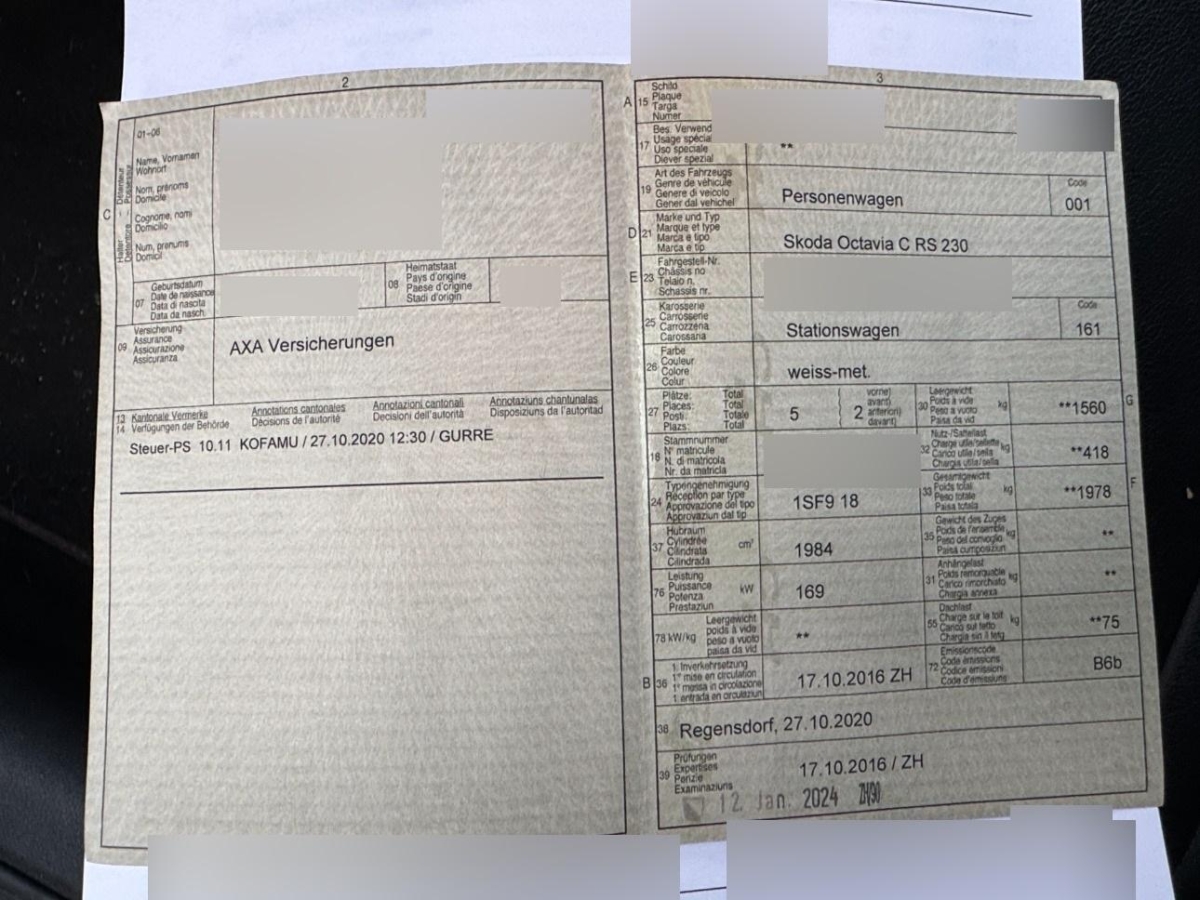 2
01-06
C
Halter
Détenteur
Name, Vornamen
Wohnort
Nom, prénoms
Domicile
Cognome, nomi
Domicilio
Num, prenums
Domicil
07
Geburtsdatum
Date de naissance
Data di nascita
Data da nasch.
08
Heimatstaat
Pays d'origine
Paese d'origine
Stadi d'origin
09
Versicherung
Assurance
Assicurazione
Assicuranza
AXA Versicherungen
13 Kantonale Vermerke Annotations cantonales Annotazioni cantonali Annotaziuns chantunalas
14 Verfügungen der Behörde Décisions de l'autorité Decisioni dell'autorità Disposiziuns da l'autoritad
Steuer-PS 10.11 KOFAMU / 27.10.2020 12:30 / GURRE
3
A 15
Schild
Plaque
Targa
Numer
17
Bes. Verwend
Usage spécial
Uso speciale
Diever spezial
**
19
Art des Fahrzeugs
Genre de véhicule
Genere di veicolo
Gener dal vehichel
Personenwagen
Code
001
D 21
Marke und Typ
Marque et type
Marca e tipo
Marca e tip
Skoda Octavia C RS 230
E 23
Fahrgestell-Nr.
Châssis no
Telaio n.
Schassis nr.
25
Karosserie
Carrosserie
Carrozzeria
Carossaria
Stationswagen
Code
161
26
Farbe
Couleur
Colore
Colur
weiss-met.
27
Plätze: Total
Places: Total
Posti: Totale
Plazs: Total
5
2
vorne)
avant)
anteriori)
davant)
30
Leergewicht
Poids à vide
Peso a vuoto
Paisa da vid
kg
**1560
G
18
Stammnummer
N° matricule
N. di matricola
Nr. da matricla
32
Nutz-/Sattellast
Charge utile/sellette
Carico utile/sella
Chargia utila/sella
kg
**418
24
Typengenehmigung
Réception par type
Approvazione del tipo
Approvaziun dal tip
1SF9 18
33
Gesamtgewicht
Poids total
Peso totale
Paisa totala
kg
**1978
F
37
Hubraum
Cylindrée
Cilindrata
Cilindrada
cm³
1984
35
Gewicht des Zuges
Poids de l'ensemble
Peso del convoglio
Paisa cumposiziun
kg
**
76
Leistung
Puissance
Potenza
Prestaziun
kW
169
31
Anhängelast
Poids remorquable
Carico rimorchiato
Chargia annexa
kg
**
78 kW/kg
Leergewicht
poids à vide
peso a vuoto
paisa da vid
**
55
Dachlast
Charge sur le toit
Carico sul tetto
Chargia sin il tetg
kg
**75
B 36
1. Inverkehrsetzung
1re mise en circulation
1a messa in circolazione
1. entrada en circulaziun
17.10.2016 ZH
72
Emissionscode
Code émissions
Codice emissioni
Code d'emissiuns
B6b
38
Regensdorf, 27.10.2020
39
Prüfungen
Expertises
Perizie
Examinaziuns
17.10.2016 / ZH
12. Jan. 2024 ZH90